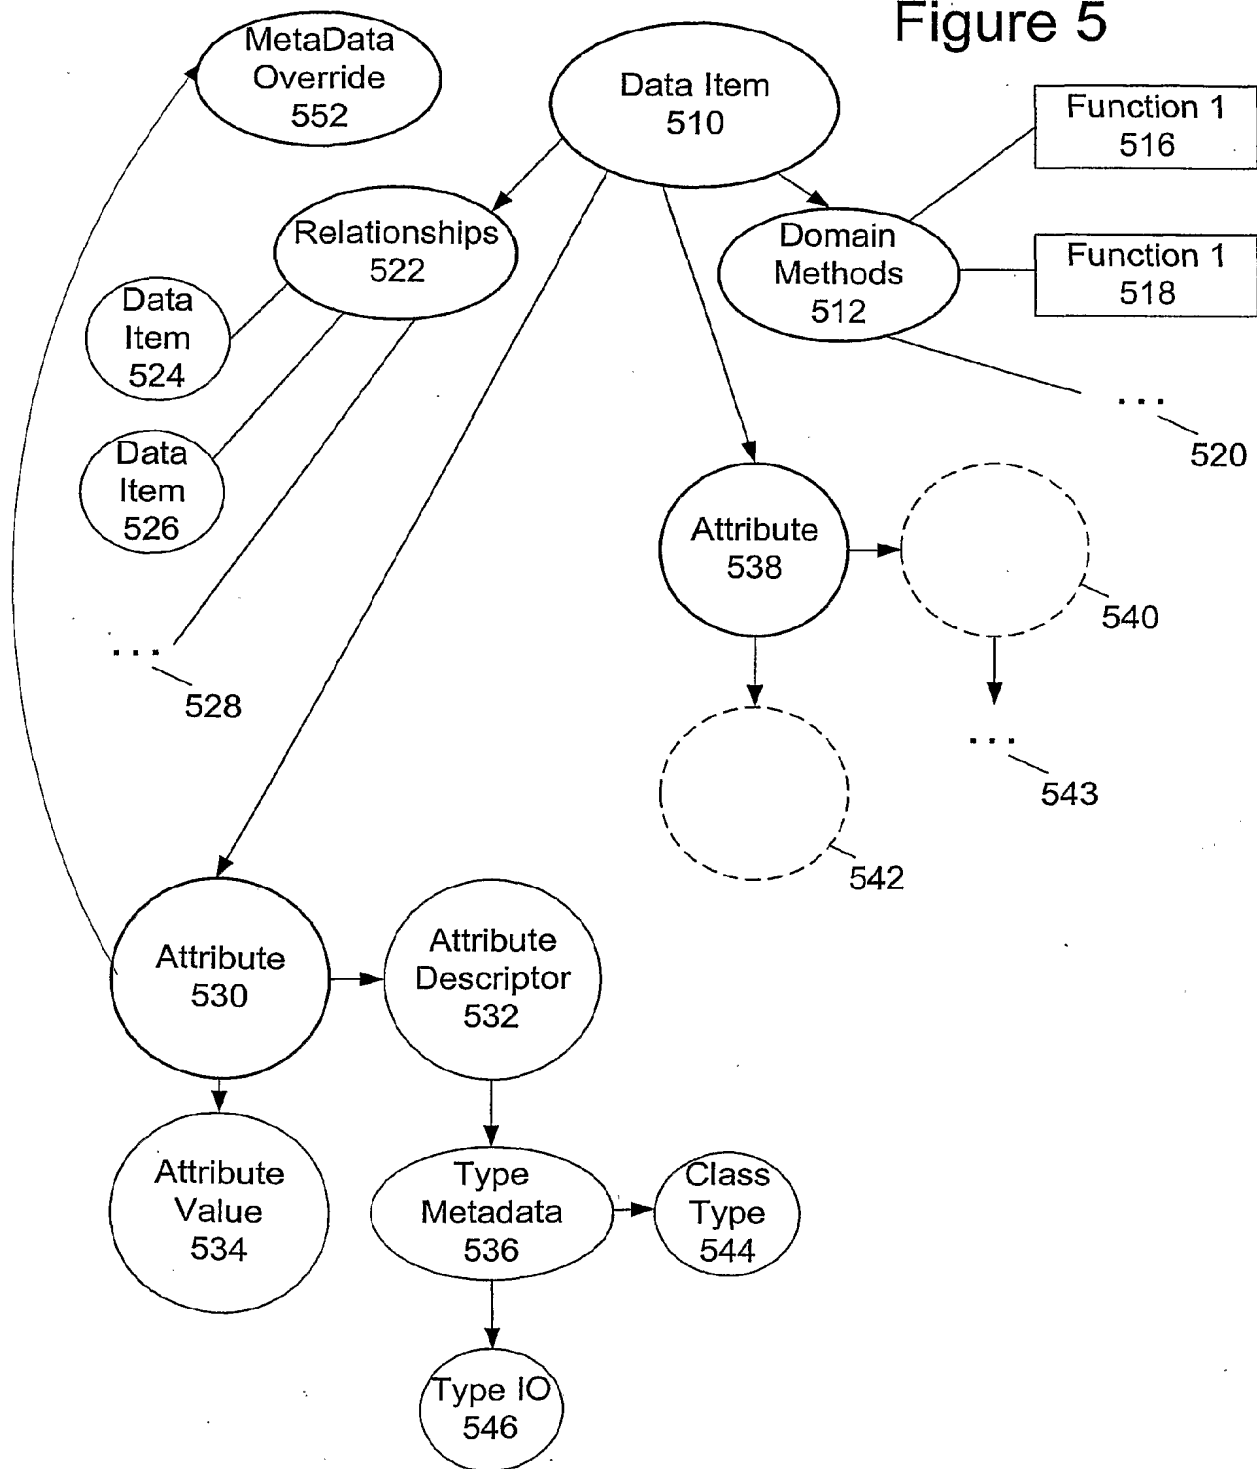 Figure 5
MetaData
Override
552
Data Item
510
Function 1
516
Relationships
522
Domain
Methods
512
Function 1
518
Data
Item
524
...
520
Data
Item
526
Attribute
538
540
...
528
...
543
542
Attribute
530
Attribute
Descriptor
532
Attribute
Value
534
Type
Metadata
536
Class
Type
544
Type IO
546